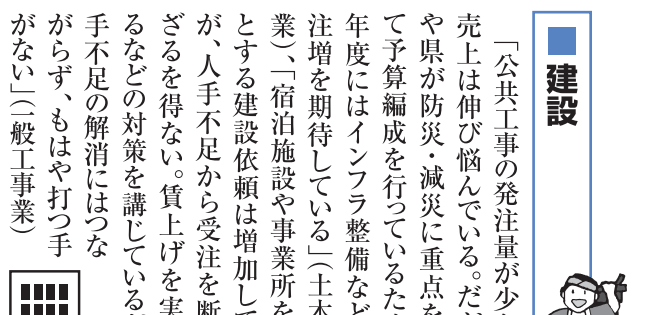 ■建設
「公共工事の発注量が少
売上は伸び悩んでいる。だ
や県が防災・減災に重点を
て予算編成を行っているた
年度にはインフラ整備など
注増を期待している」(土木
業)、「宿泊施設や事業所を
とする建設依頼は増加して
が、人手不足から受注を断
ざるを得ない。賃上げを実
るなどの対策を講じている
手不足の解消にはつな
がらず、もはや打つ手
がない」(一般工事業)